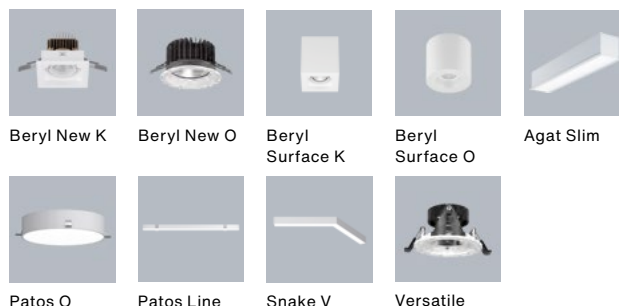 Beryl New K
Beryl New O
Beryl
Surface K
Beryl
Surface O
Agat Slim
Patos O
Patos Line
Snake V
Versatile